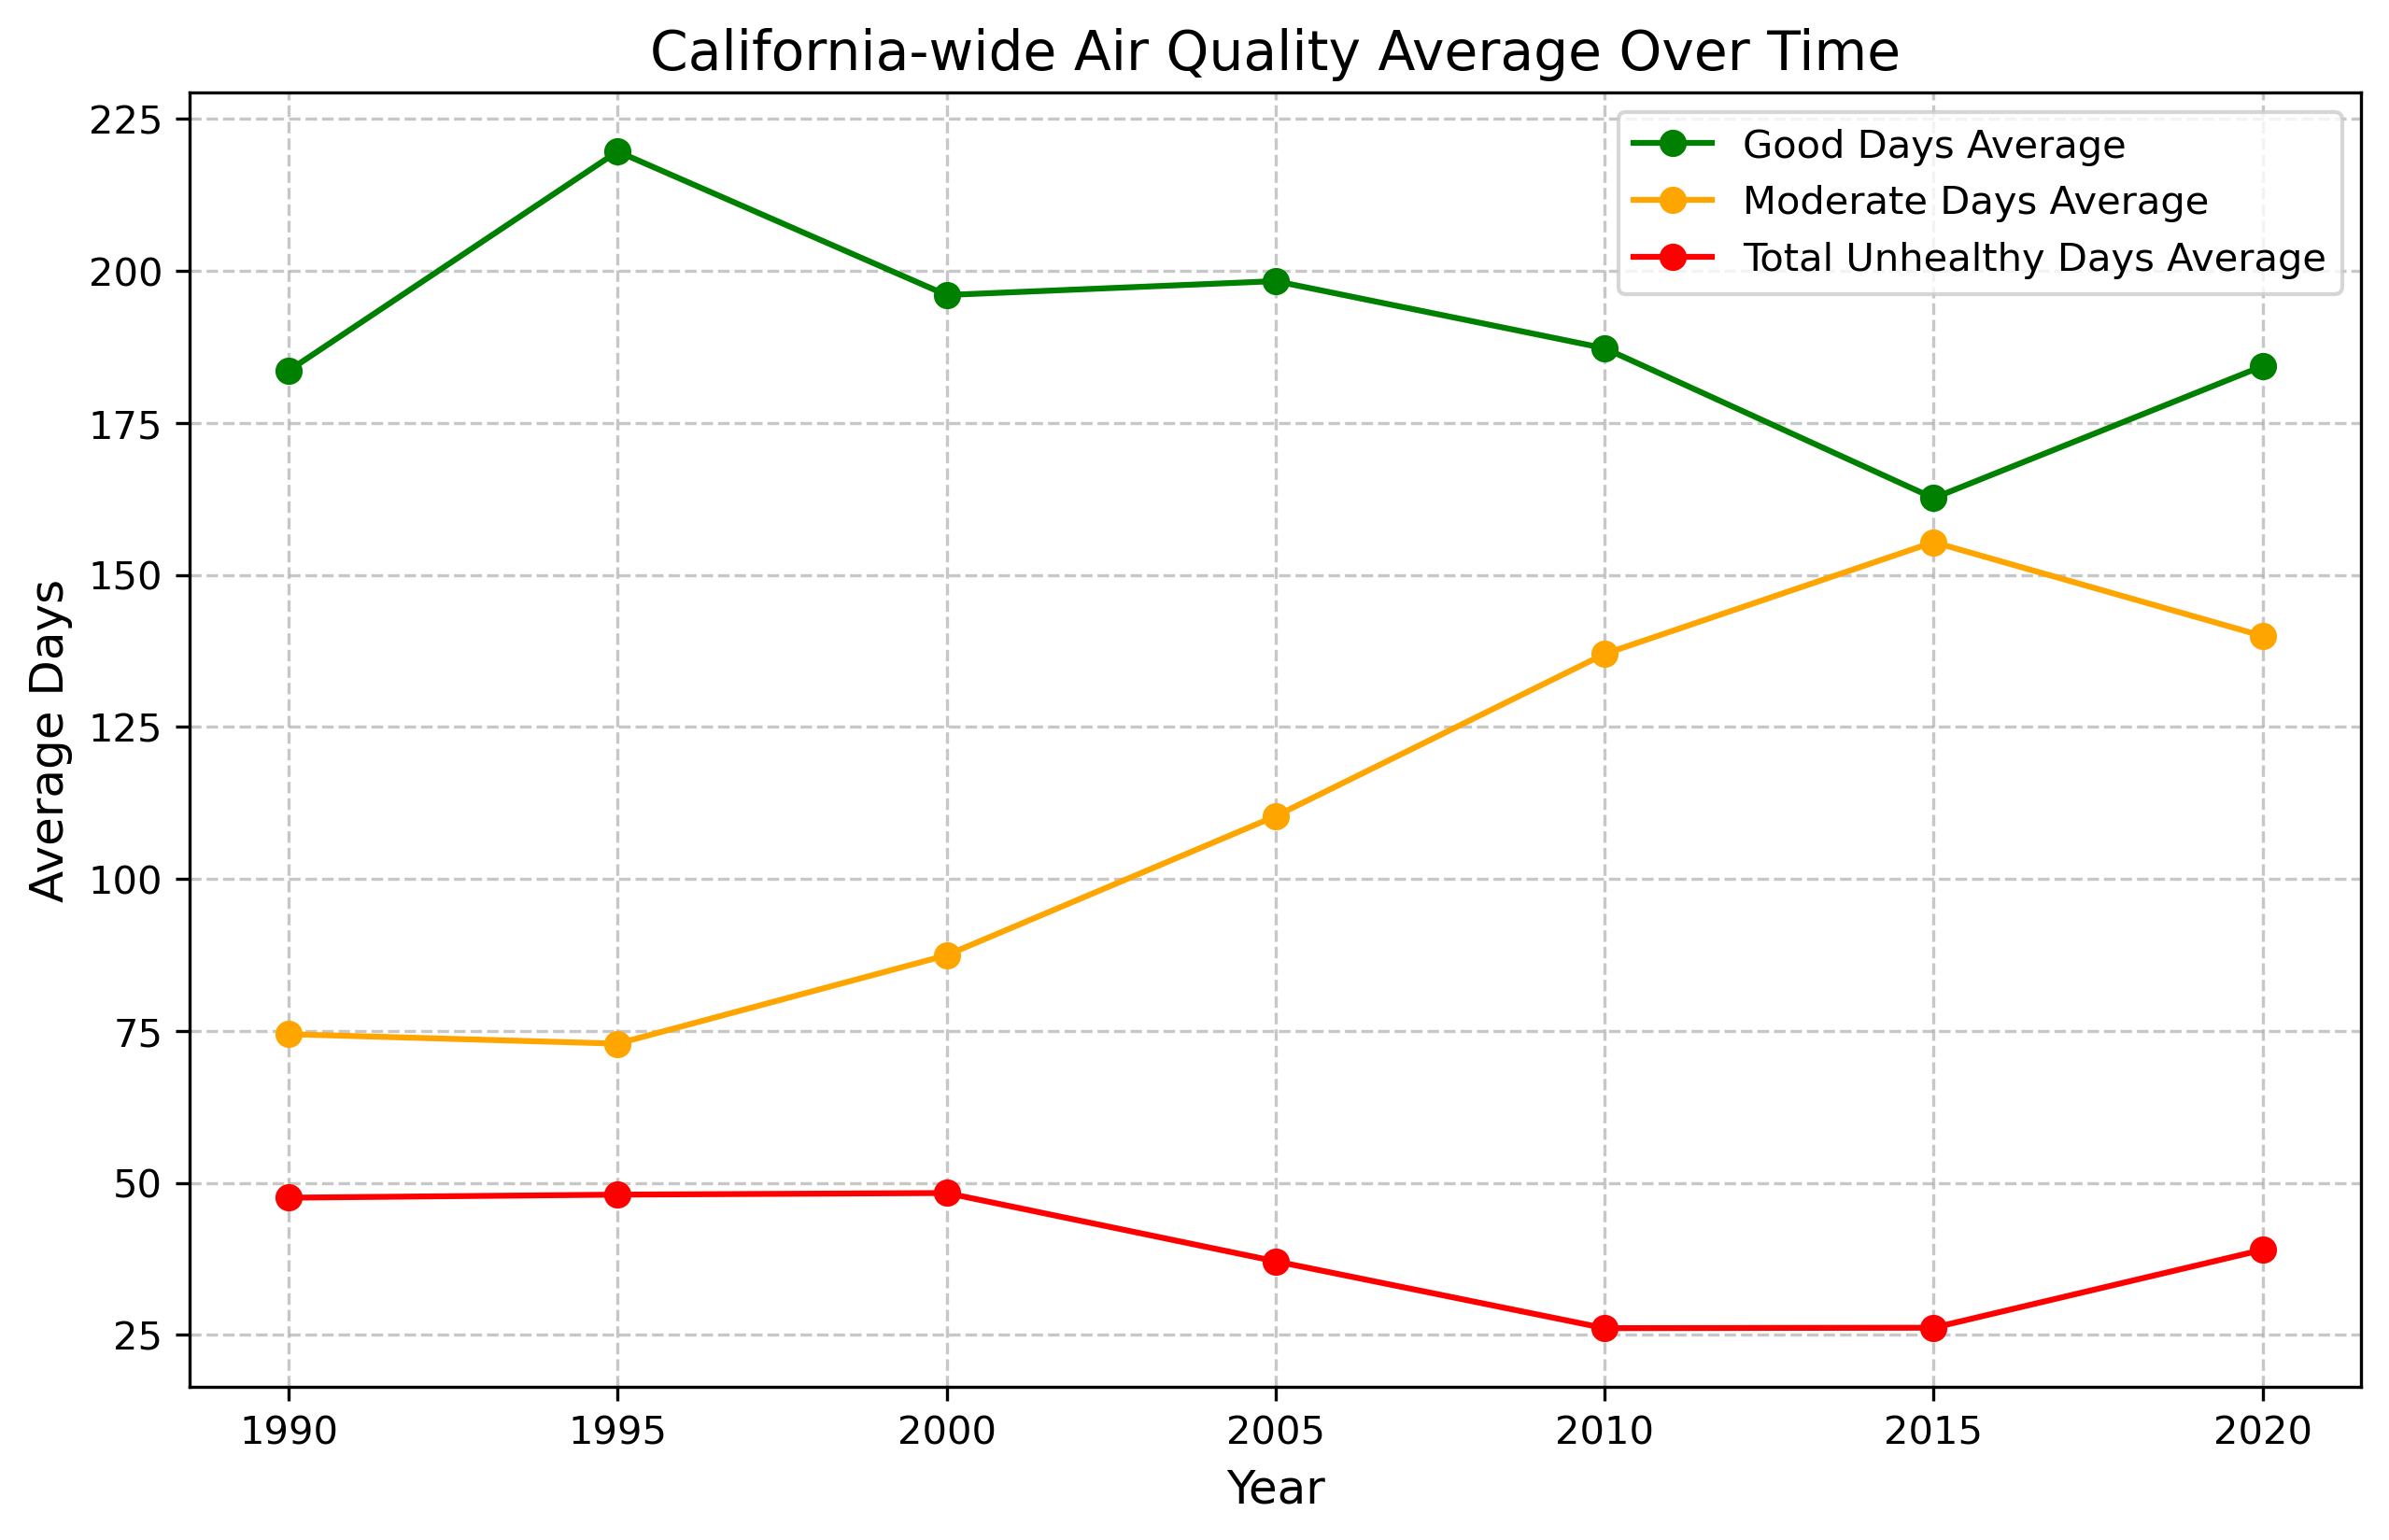 California-wide Air Quality Average Over Time
Good Days Average
Moderate Days Average
Total Unhealthy Days Average
Average Days
225
200
175
150
125
100
75
50
25
1990 1995 2000 2005 2010 2015 2020
Year